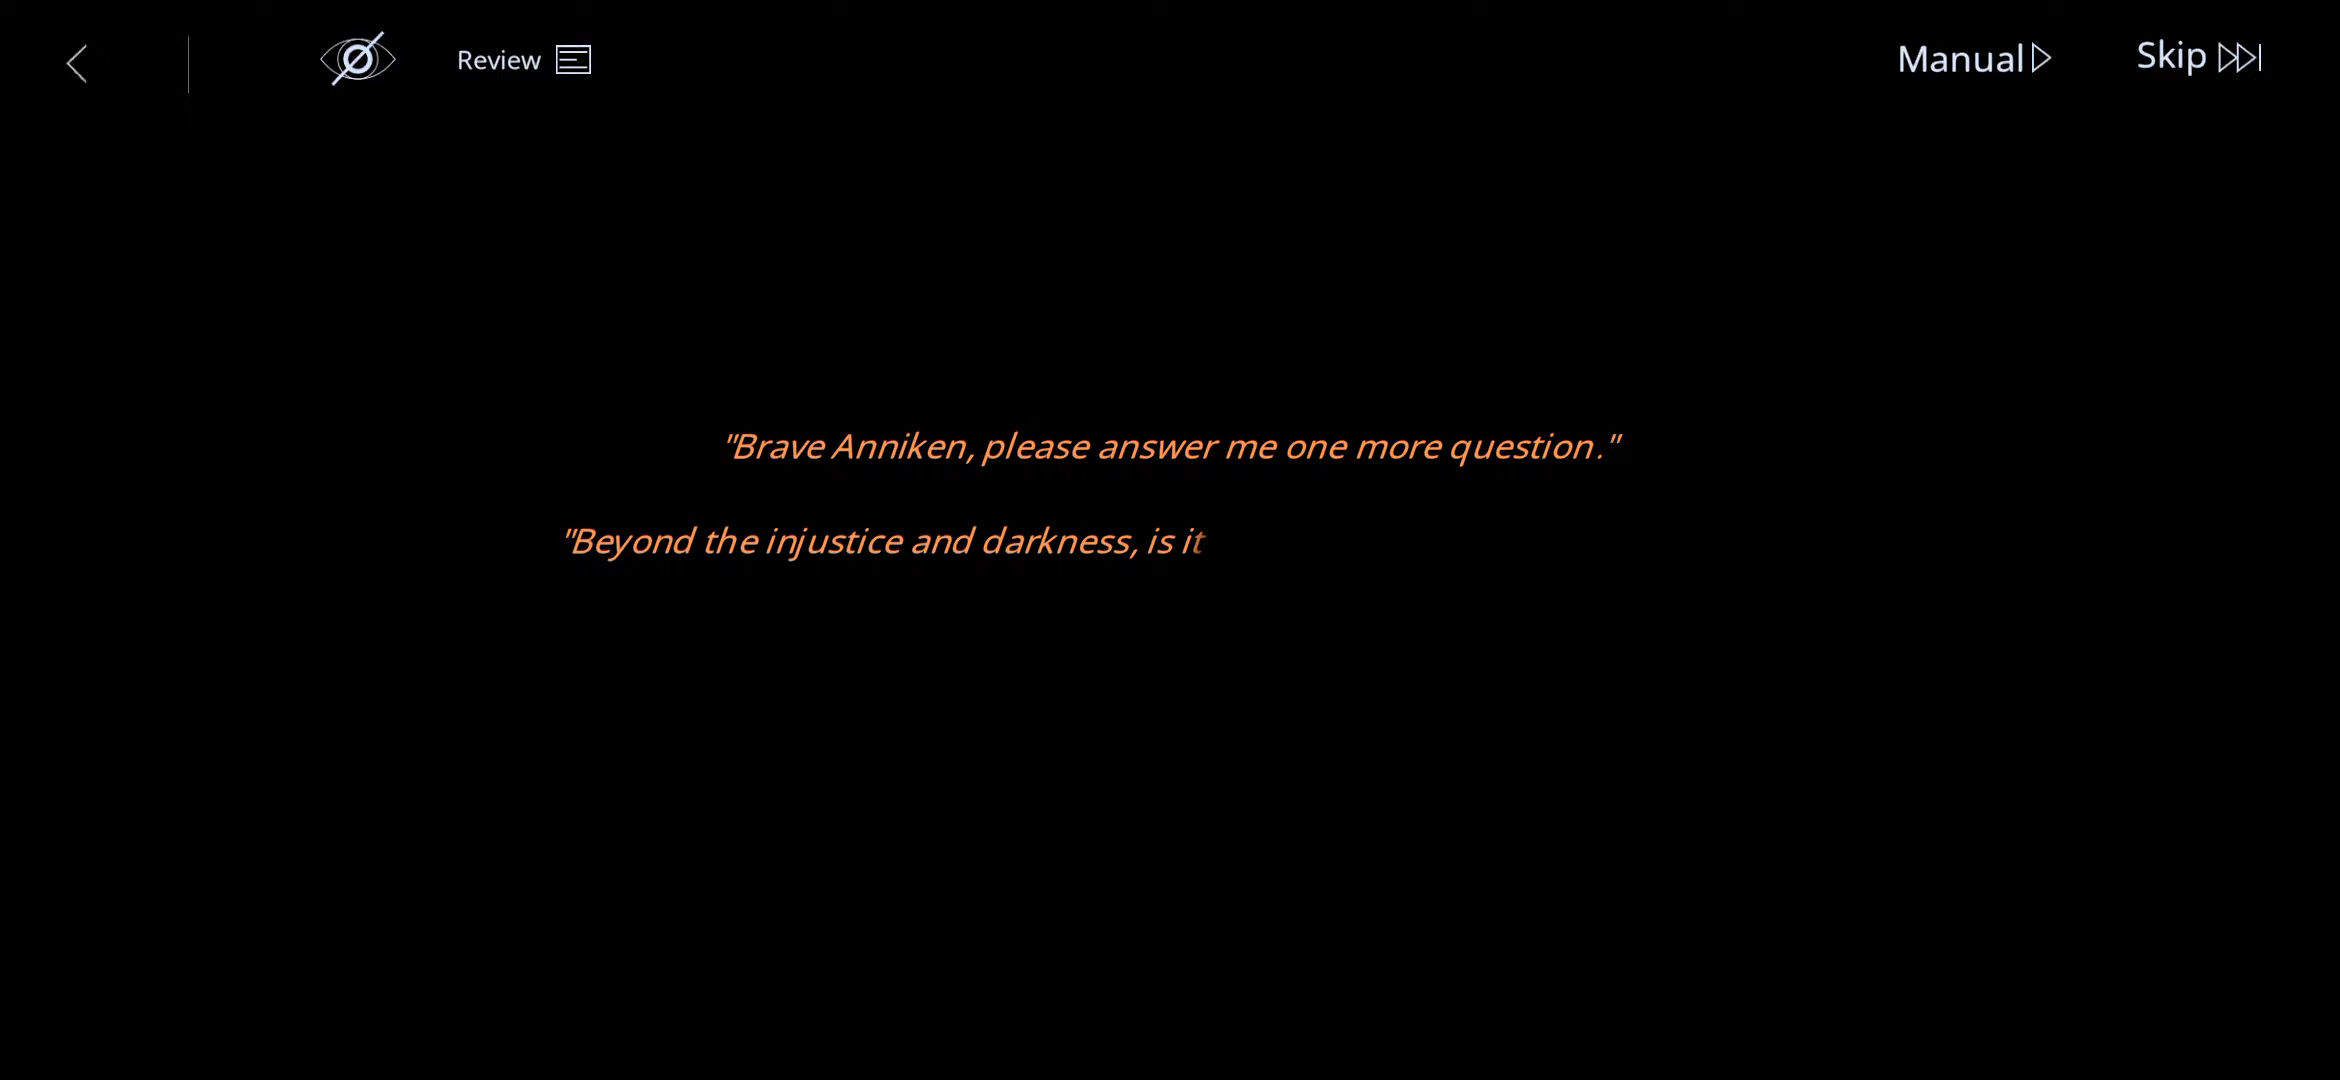 Review
Manual
Skip
"Brave Anniken, please answer me one more question."
"Beyond the injustice and darkness, is it